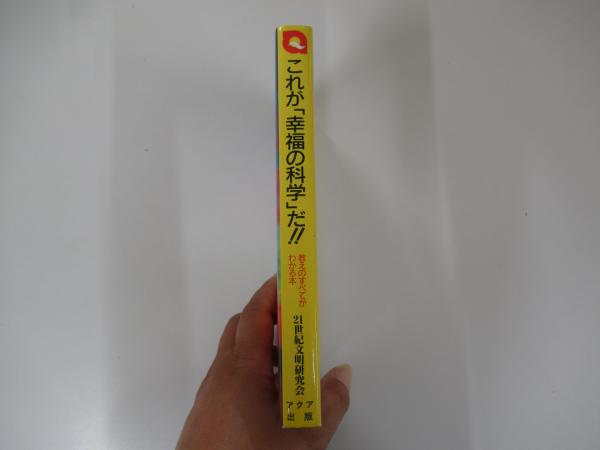 これが「幸福の科学」だ!!
教えのすべてが
わかる本
21世紀文明研究会
アクア
出版